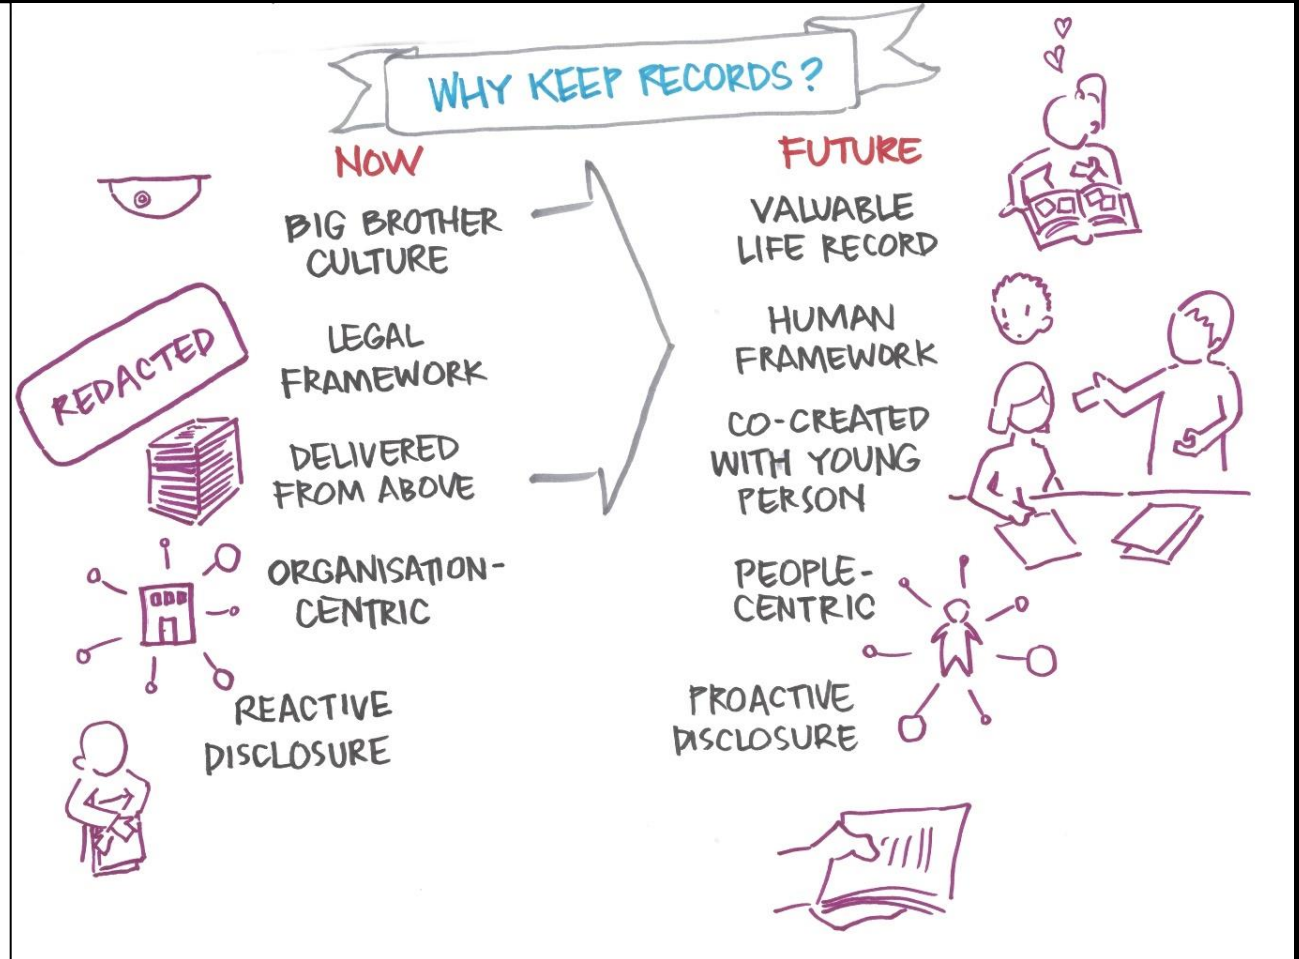 WHY KEEP RECORDS?
NOW
BIG BROTHER
CULTURE
LEGAL
FRAMEWORK
DELIVERED
FROM ABOVE
ORGANISATION-
CENTRIC
REACTIVE
DISCLOSURE
REDACTED
FUTURE
VALUABLE
LIFE RECORD
HUMAN
FRAMEWORK
CO-CREATED
WITH YOUNG
PERSON
PEOPLE-
CENTRIC
PROACTIVE
DISCLOSURE